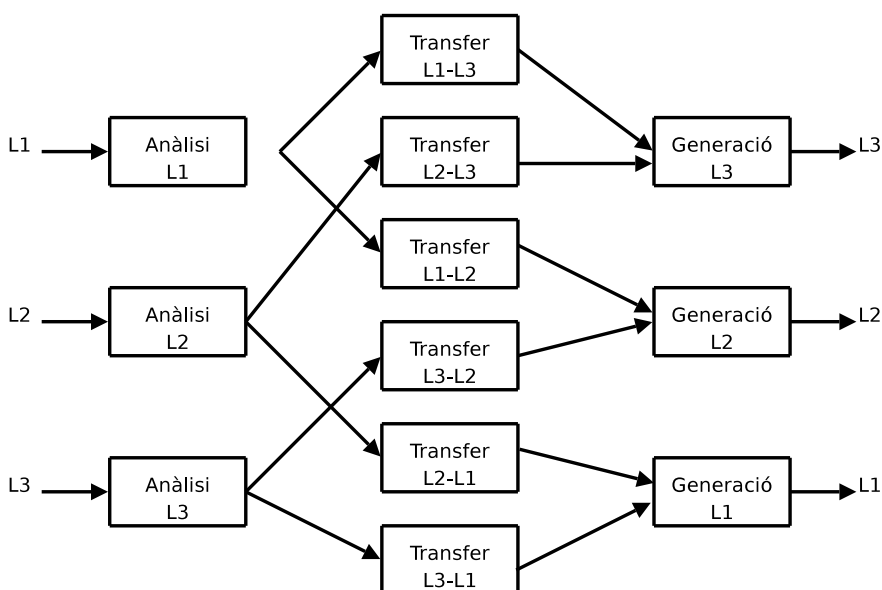 Transfer
L1-L3
L1
Anàlisi
L1
Transfer
L2-L3
Generació
L3
L3
Transfer
L1-L2
L2
Anàlisi
L2
Generació
L2
L2
Transfer
L3-L2
Transfer
L2-L1
L3
Anàlisi
L3
Generació
L1
L1
Transfer
L3-L1